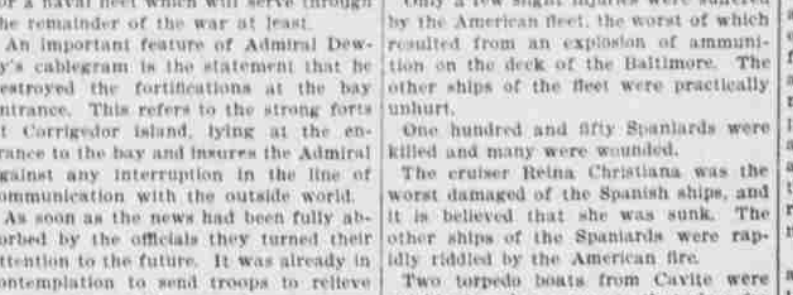 or a naval fleet which will serve through
he remainder of the war at least.
An important feature of Admiral Dew-
y's cablegram is the statement that he
estroyed the fortifications at the bay
ntrance. This refers to the strong forts
t Corrigedor island, lying at the en-
rance to the bay and insures the Admiral
gainst any interruption in the line of
ommunication with the outside world.
As soon as the news had been fully ab-
orbed by the officials they turned their
ttention to the future. It was already in
ontemplation to send troops to relieve
Only a few slight injuries were suffered
by the American fleet, the worst of which
resulted from an explosion of ammuni-
tion on the deck of the Baltimore. The
other ships of the fleet were practically
unhurt.
One hundred and fifty Spaniards were
killed and many were wounded.
The cruiser Reina Christiana was the
worst damaged of the Spanish ships, and
it is believed that she was sunk. The
other ships of the Spaniards were rap-
idly riddled by the American fire.
Two torpedo boats from Cavite were